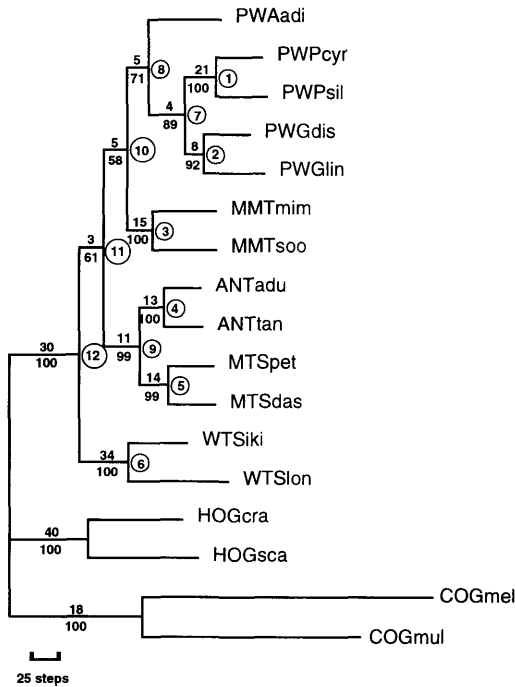 PWAadi
5
71
8
PWPcyr
21
100
1
PWPsil
4
89
7
PWGdis
8
92
2
PWGlin
5
58
10
MMTmim
15
100
3
MMTsoo
3
61
11
ANTadu
13
100
4
ANTtan
11
99
9
MTSpet
14
99
5
MTSdas
30
100
12
WTSiki
34
100
6
WTSlon
HOGcra
40
100
HOGsca
COGmel
18
100
COGmul
25 steps